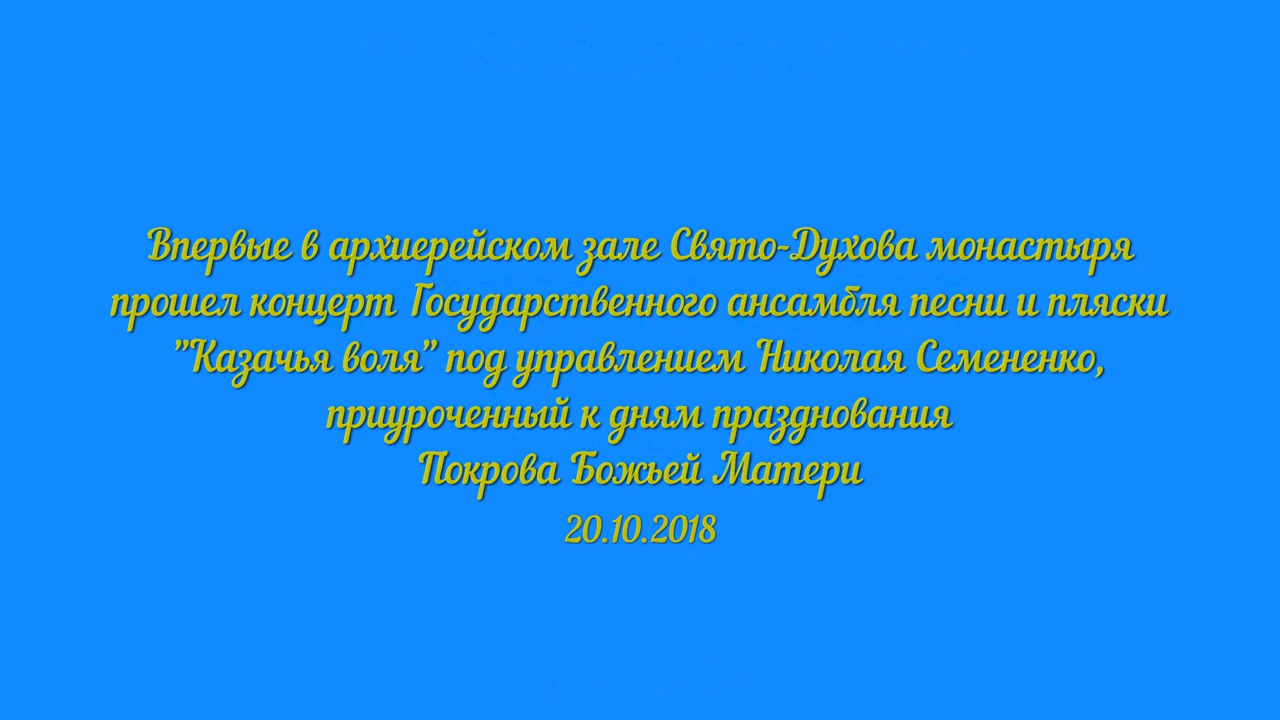 Впервые в архиерейском зале Свято-Духова монастыря
прошел концерт Государственного ансамбля песни и пляски
"Казачья воля" под управлением Николая Семененко,
приуроченный к дням празднования
Покрова Божьей Матери
20.10.2018